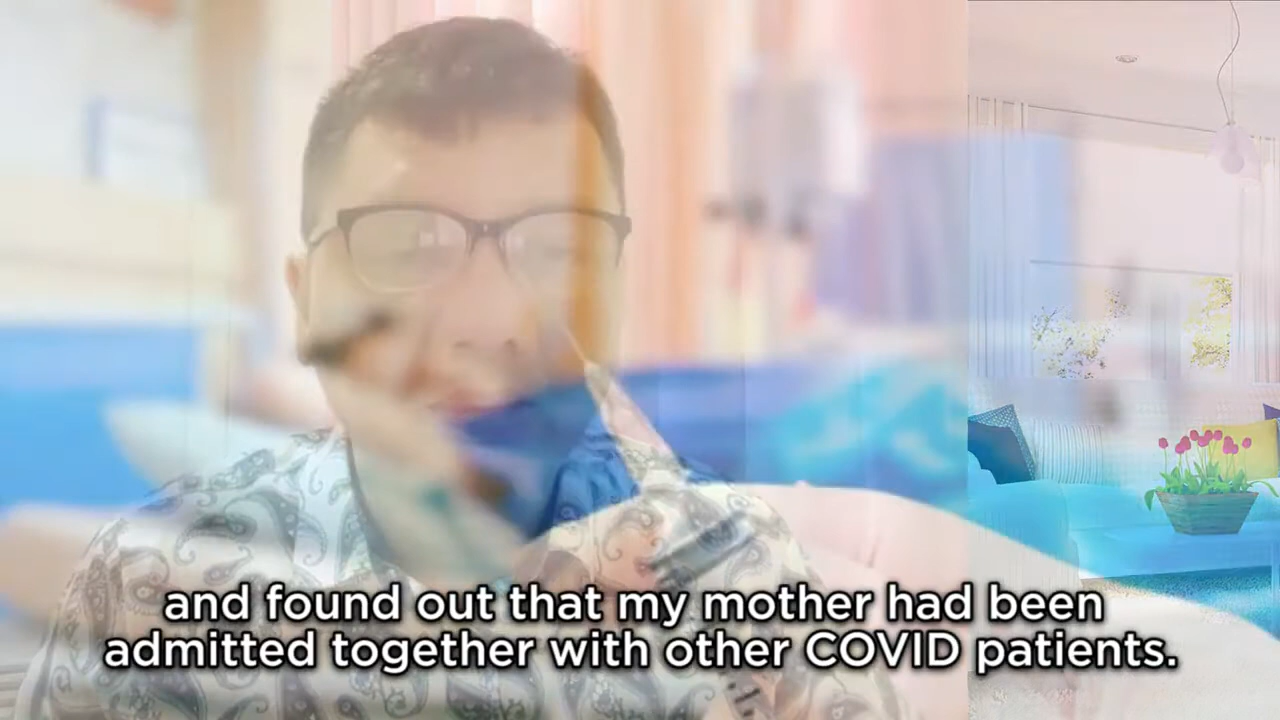 and found out that my mother had been
admitted together with other COVID patients.